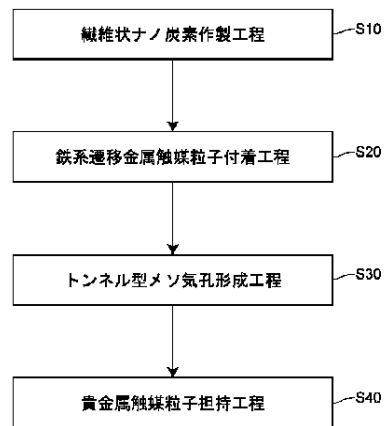 繊維状ナノ炭素作製工程 S10
鉄系遷移金属触媒粒子付着工程 S20
トンネル型メソ気孔形成工程 S30
貴金属触媒粒子担持工程 S40